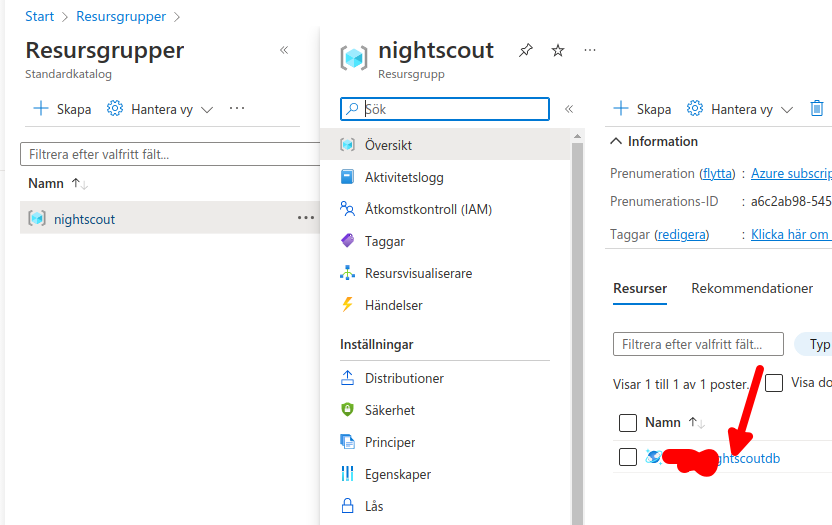 Start > Resursgrupper >
Resursgrupper
Standardkatalog
Skapa
Hantera vy
Filtrera efter valfritt fält...
Namn
nightscout
nightscout
Resursgrupp
Sök
Översikt
Aktivitetslogg
Åtkomstkontroll (IAM)
Taggar
Resursvisualiserare
Händelser
Inställningar
Distributioner
Säkerhet
Principer
Egenskaper
Lås
Skapa
Hantera vy
Information
Prenumeration (flytta) : Azure subscrip
Prenumerations-ID : a6c2ab98-545
Taggar (redigera) : Klicka här om
Resurser Rekommendationer
Filtrera efter valfritt fält... Typ
Visar 1 till 1 av 1 poster. Visa do
Namn
ghtscoutdb